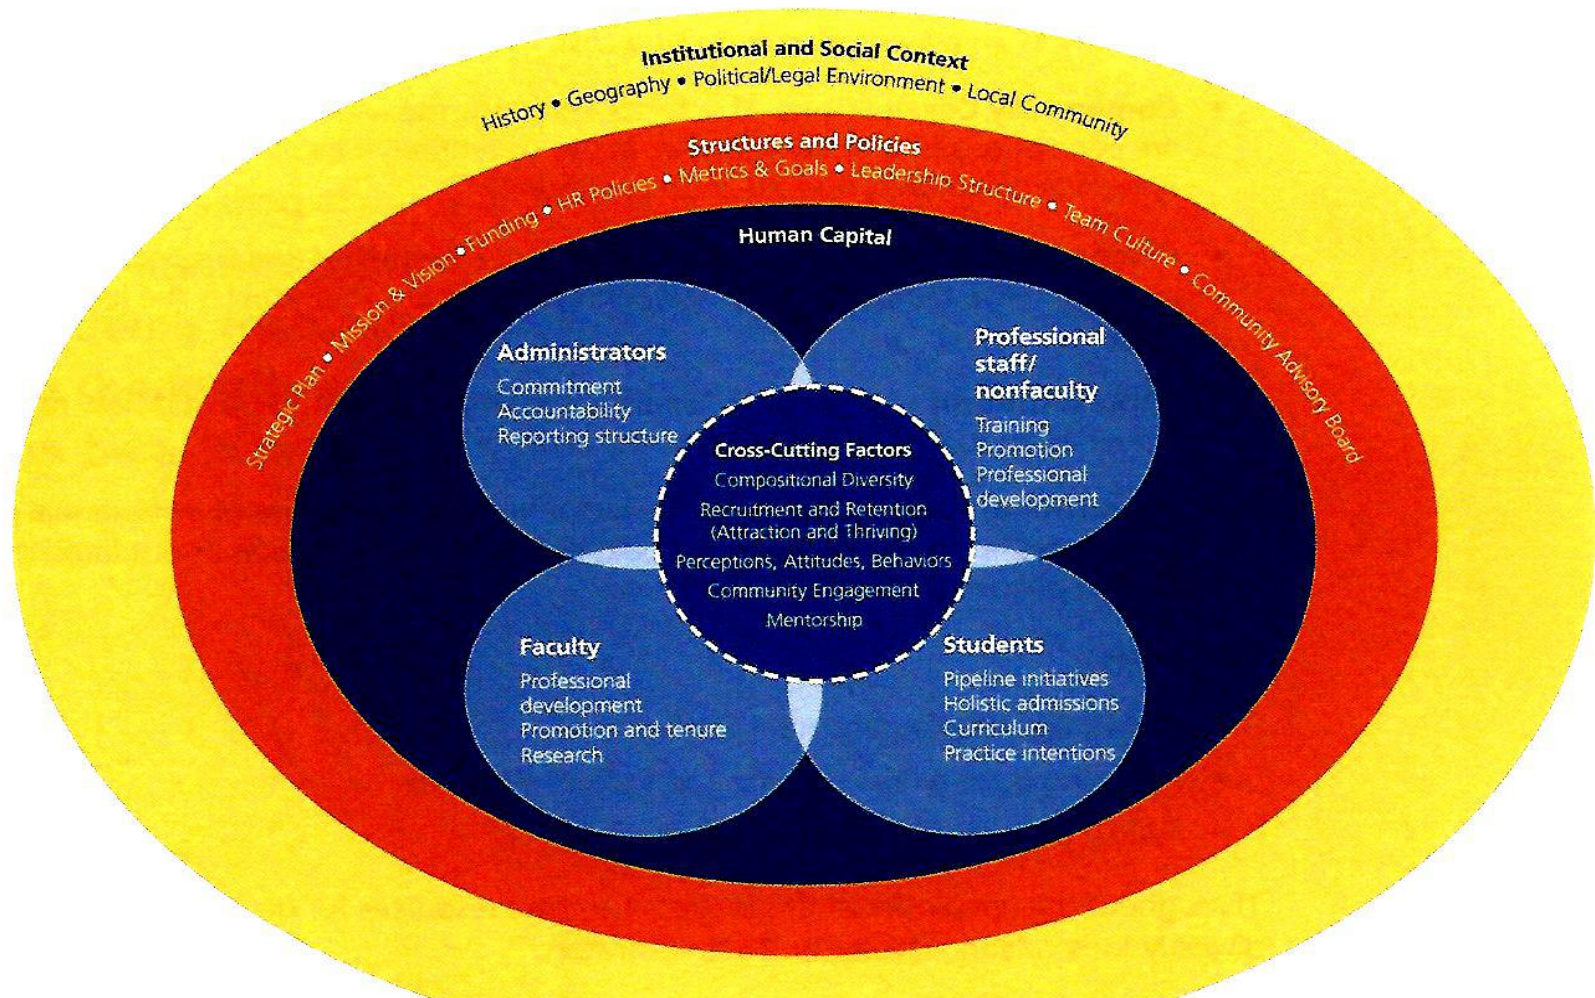 Institutional and Social Context
History • Geography • Political/Legal Environment • Local Community
Structures and Policies
Strategic Plan • Mission & Vision • Funding • HR Policies • Metrics & Goals • Leadership Structure • Team Culture • Community Advisory Board
Human Capital
Administrators
Commitment
Accountability
Reporting structure
Professional
staff/
nonfaculty
Training
Promotion
Professional
development
Cross-Cutting Factors
Compositional Diversity
Recruitment and Retention
(Attraction and Thriving)
Perceptions, Attitudes, Behaviors
Community Engagement
Mentorship
Faculty
Professional
development
Promotion and tenure
Research
Students
Pipeline initiatives
Holistic admissions
Curriculum
Practice intentions